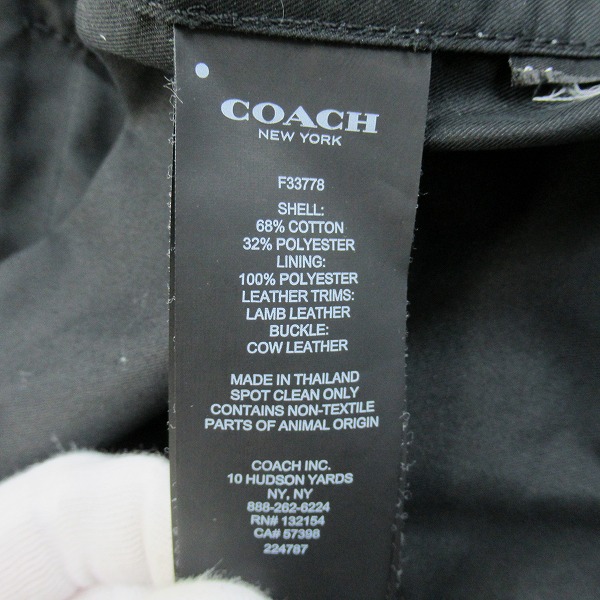 COACH
NEW YORK
F33778
SHELL:
68% COTTON
32% POLYESTER
LINING:
100% POLYESTER
LEATHER TRIMS:
LAMB LEATHER
BUCKLE:
COW LEATHER
MADE IN THAILAND
SPOT CLEAN ONLY
CONTAINS NON-TEXTILE
PARTS OF ANIMAL ORIGIN
COACH INC.
10 HUDSON YARDS
NY, NY
888-262-6224
RN# 132154
CA# 57398
224787